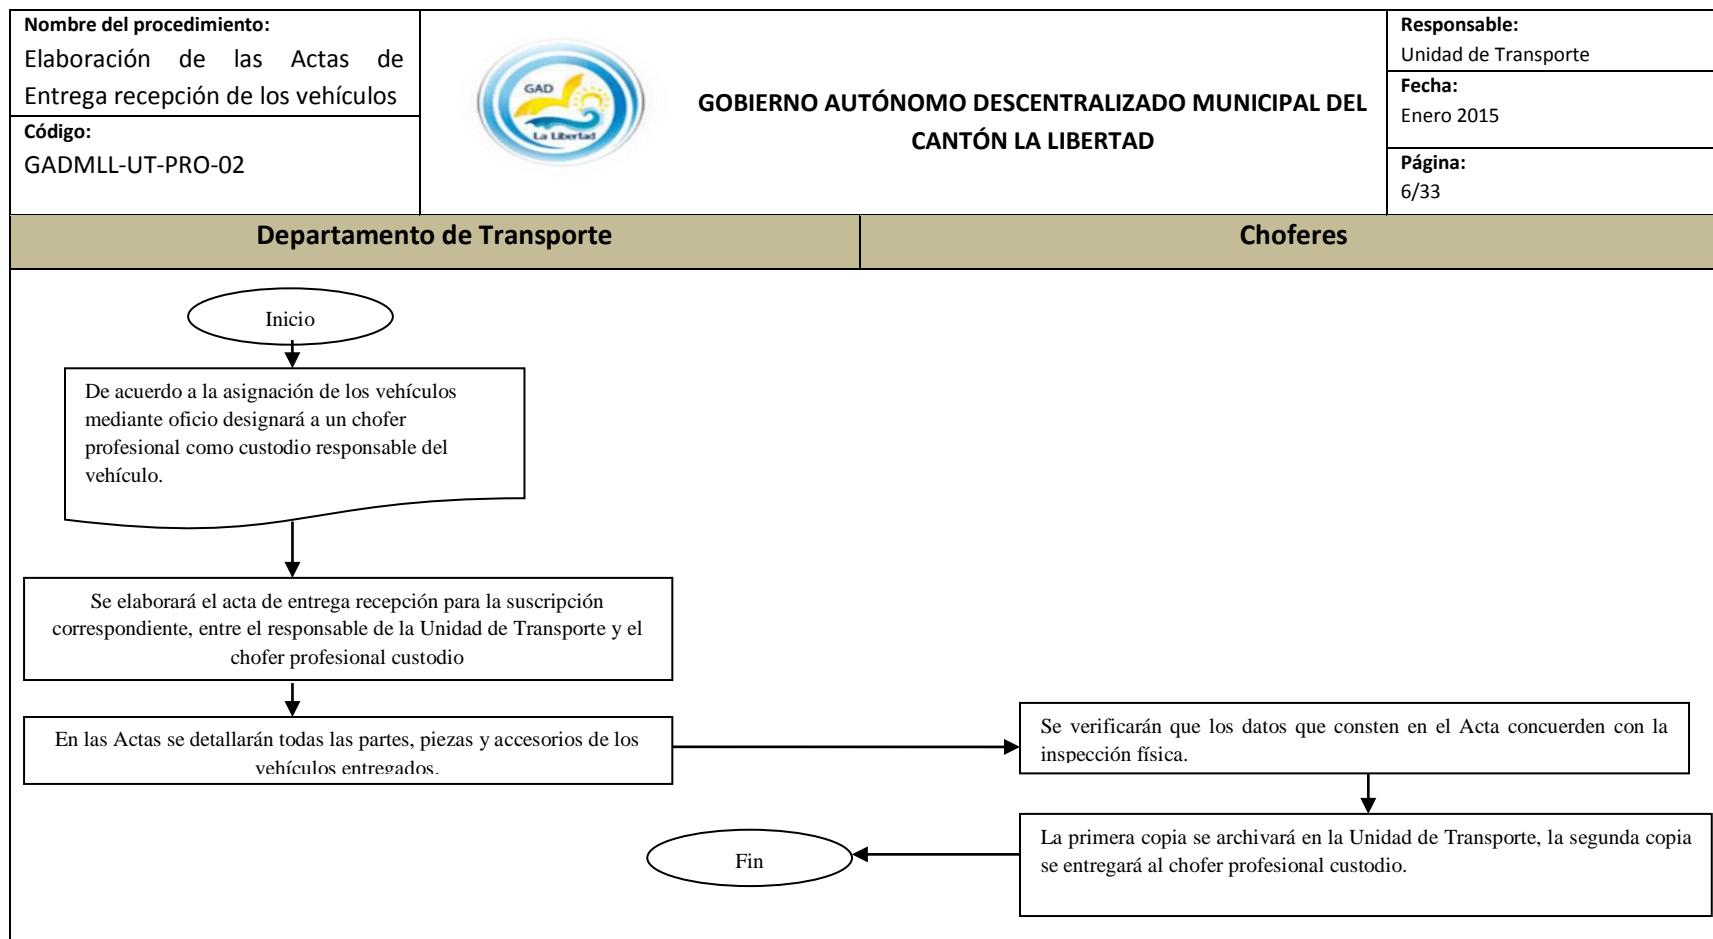 Nombre del procedimiento:
Elaboración de las Actas de
Entrega recepción de los vehículos
Código:
GADMLL-UT-PRO-02
GAD
La Libertad
GOBIERNO AUTÓNOMO DESCENTRALIZADO MUNICIPAL DEL
CANTÓN LA LIBERTAD
Responsable:
Unidad de Transporte
Fecha:
Enero 2015
Página:
6/33
Departamento de Transporte
Choferes
Inicio
De acuerdo a la asignación de los vehículos
mediante oficio designará a un chofer
profesional como custodio responsable del
vehículo.
Se elaborará el acta de entrega recepción para la suscripción
correspondiente, entre el responsable de la Unidad de Transporte y el
chofer profesional custodio
En las Actas se detallarán todas las partes, piezas y accesorios de los
vehículos entregados.
Se verificarán que los datos que consten en el Acta concuerden con la
inspección física.
La primera copia se archivará en la Unidad de Transporte, la segunda copia
se entregará al chofer profesional custodio.
Fin